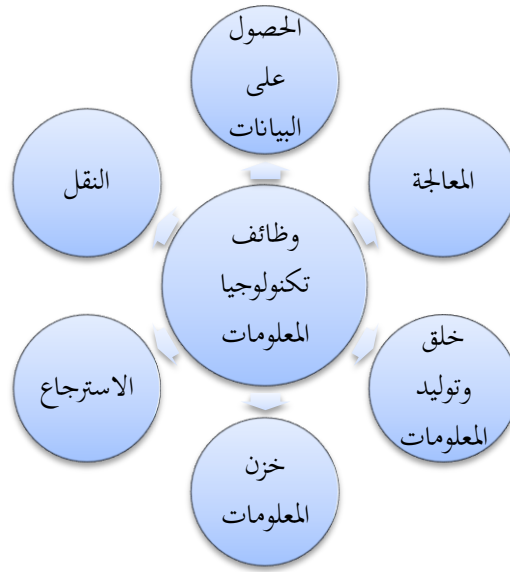 الحصول
على
البيانات
المعالجة
النقل
وظائف
تكنولوجيا
المعلومات
خلق
وتوليد
المعلومات
الاسترجاع
خزن
المعلومات